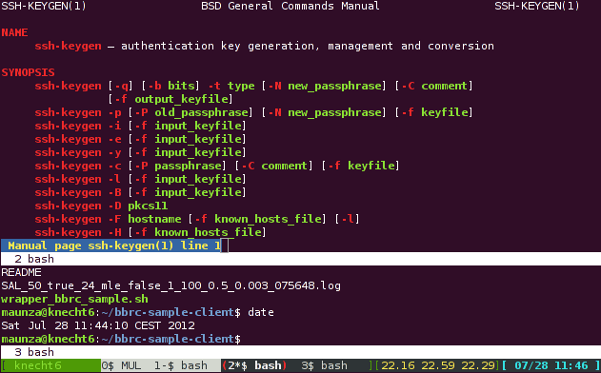 SSH-KEYGEN(1) BSD General Commands Manual SSH-KEYGEN(1)
NAME
ssh-keygen — authentication key generation, management and conversion
SYNOPSIS
ssh-keygen [-q] [-b bits] -t type [-N new_passphrase] [-C comment]
[-f output_keyfile]
ssh-keygen -p [-P old_passphrase] [-N new_passphrase] [-f keyfile]
ssh-keygen -i [-f input_keyfile]
ssh-keygen -e [-f input_keyfile]
ssh-keygen -y [-f input_keyfile]
ssh-keygen -c [-P passphrase] [-C comment] [-f keyfile]
ssh-keygen -l [-f input_keyfile]
ssh-keygen -B [-f input_keyfile]
ssh-keygen -D pkcs11
ssh-keygen -F hostname [-f known_hosts_file] [-l]
ssh-keygen -H [-f known_hosts_file]
Manual page ssh-keygen(1) line 1
2 bash
README
SAL_50_true_24_mle_false_1_100_0.5_0.003_075648.log
wrapper_bbrc_sample.sh
maunza@knecht6:~/bbrc-sample-client$ date
Sat Jul 28 11:44:10 CEST 2012
maunza@knecht6:~/bbrc-sample-client$
3 bash
[ knecht6 ][0$ MUL 1-$ bash (2*$ bash) 3$ bash ][22.16 22.59 22.29][ 07/28 11:46 ]